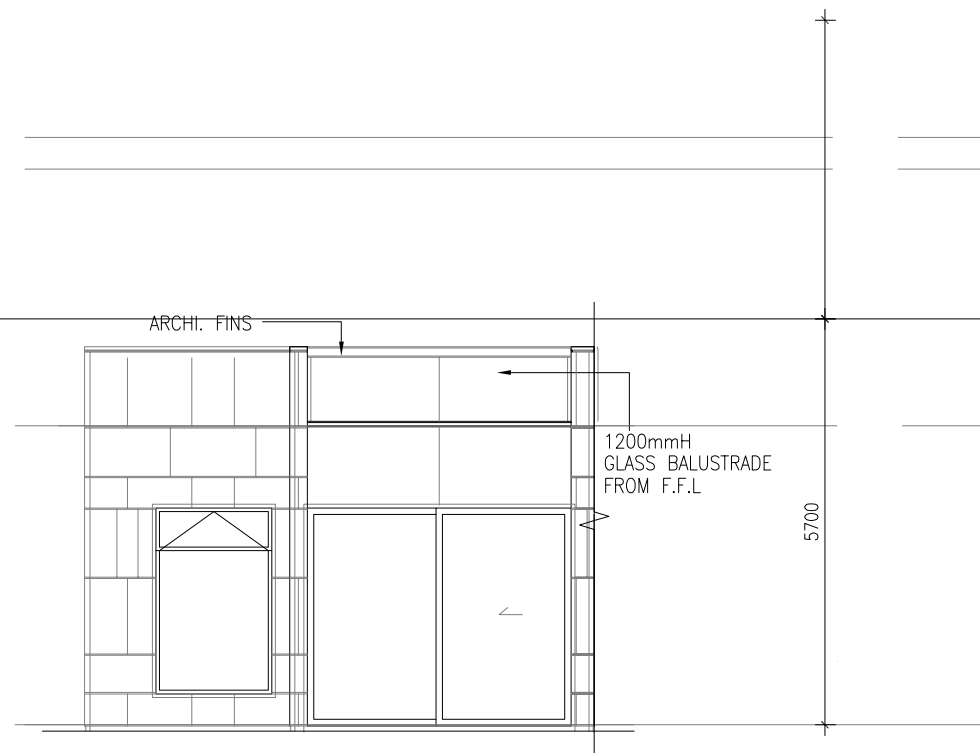 ARCHI. FINS
1200mmH
GLASS BALUSTRADE
FROM F.F.L
5700